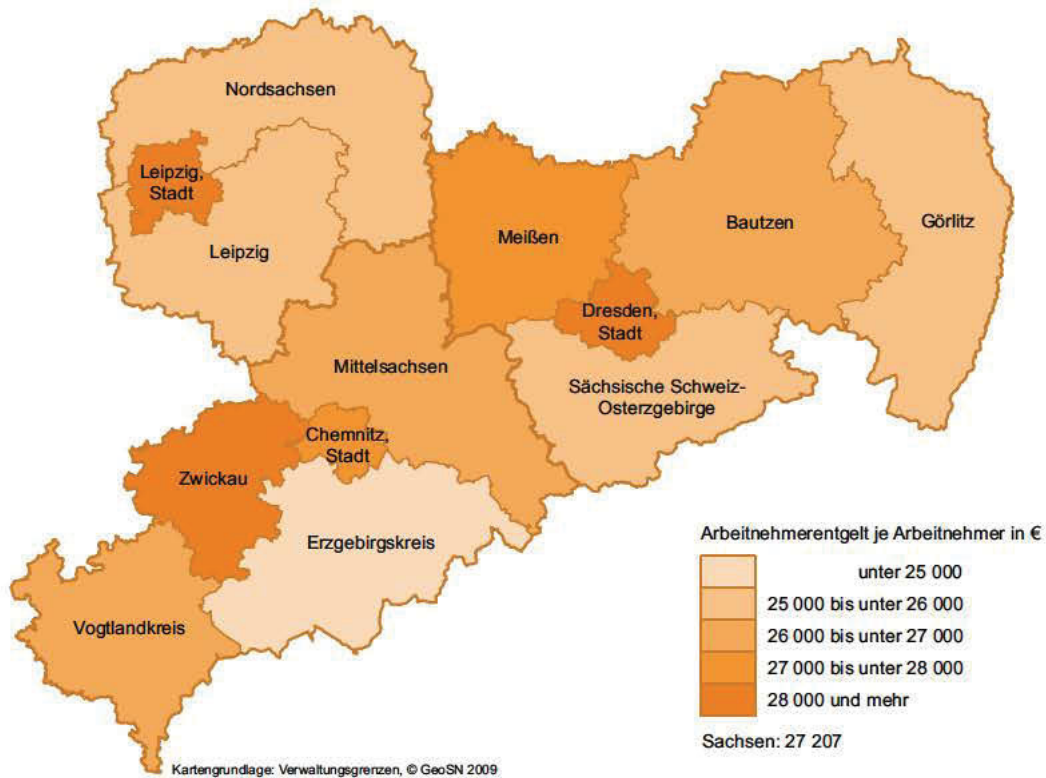 Nordsachsen
Leipzig,
Stadt
Leipzig
Meißen
Bautzen
Görlitz
Dresden,
Stadt
Mittelsachsen
Sächsische Schweiz-
Osterzgebirge
Chemnitz,
Stadt
Zwickau
Erzgebirgskreis
Vogtlandkreis
Arbeitnehmerentgelt je Arbeitnehmer in €
unter 25 000
25 000 bis unter 26 000
26 000 bis unter 27 000
27 000 bis unter 28 000
28 000 und mehr
Sachsen: 27 207
Kartengrundlage: Verwaltungsgrenzen, © GeoSN 2009